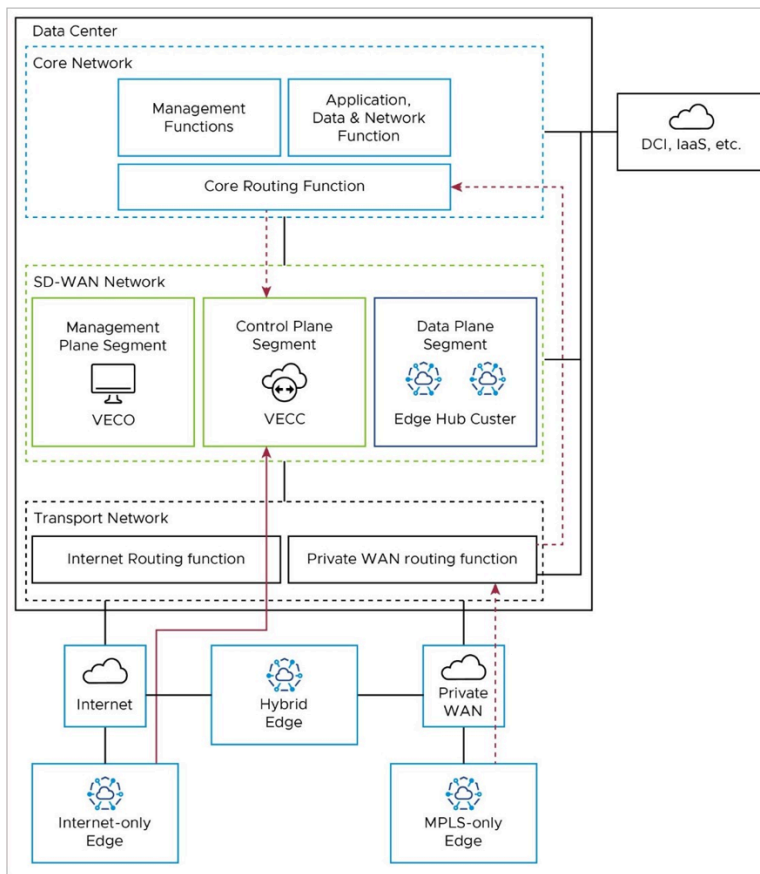 Data Center
Core Network
Management
Functions
Application,
Data & Network
Function
Core Routing Function
DCI, IaaS, etc.
SD-WAN Network
Management
Plane Segment
VECO
Control Plane
Segment
VECC
Data Plane
Segment
Edge Hub Custer
Transport Network
Internet Routing function
Private WAN routing function
Internet
Hybrid
Edge
Private
WAN
Internet-only
Edge
MPLS-only
Edge